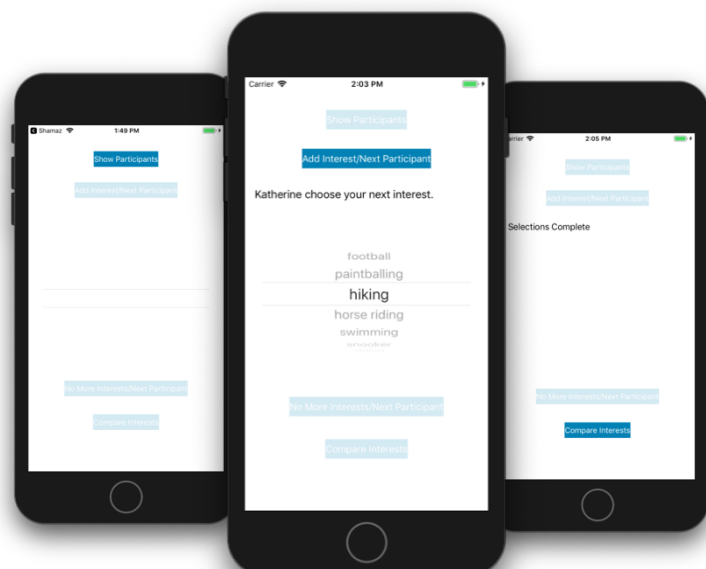 Shamaz 1:49 PM
Show Participants
Add Interest/Next Participant
No More Interests/Next Participant
Compare Interests
Carrier 2:03 PM
Show Participants
Add Interest/Next Participant
Katherine choose your next interest.
football
paintballing
hiking
horse riding
swimming
snooker
No More Interests/Next Participant
Compare Interests
arrier 2:05 PM
Show Participants
Add Interest/Next Participant
Selections Complete
No More Interests/Next Participant
Compare Interests